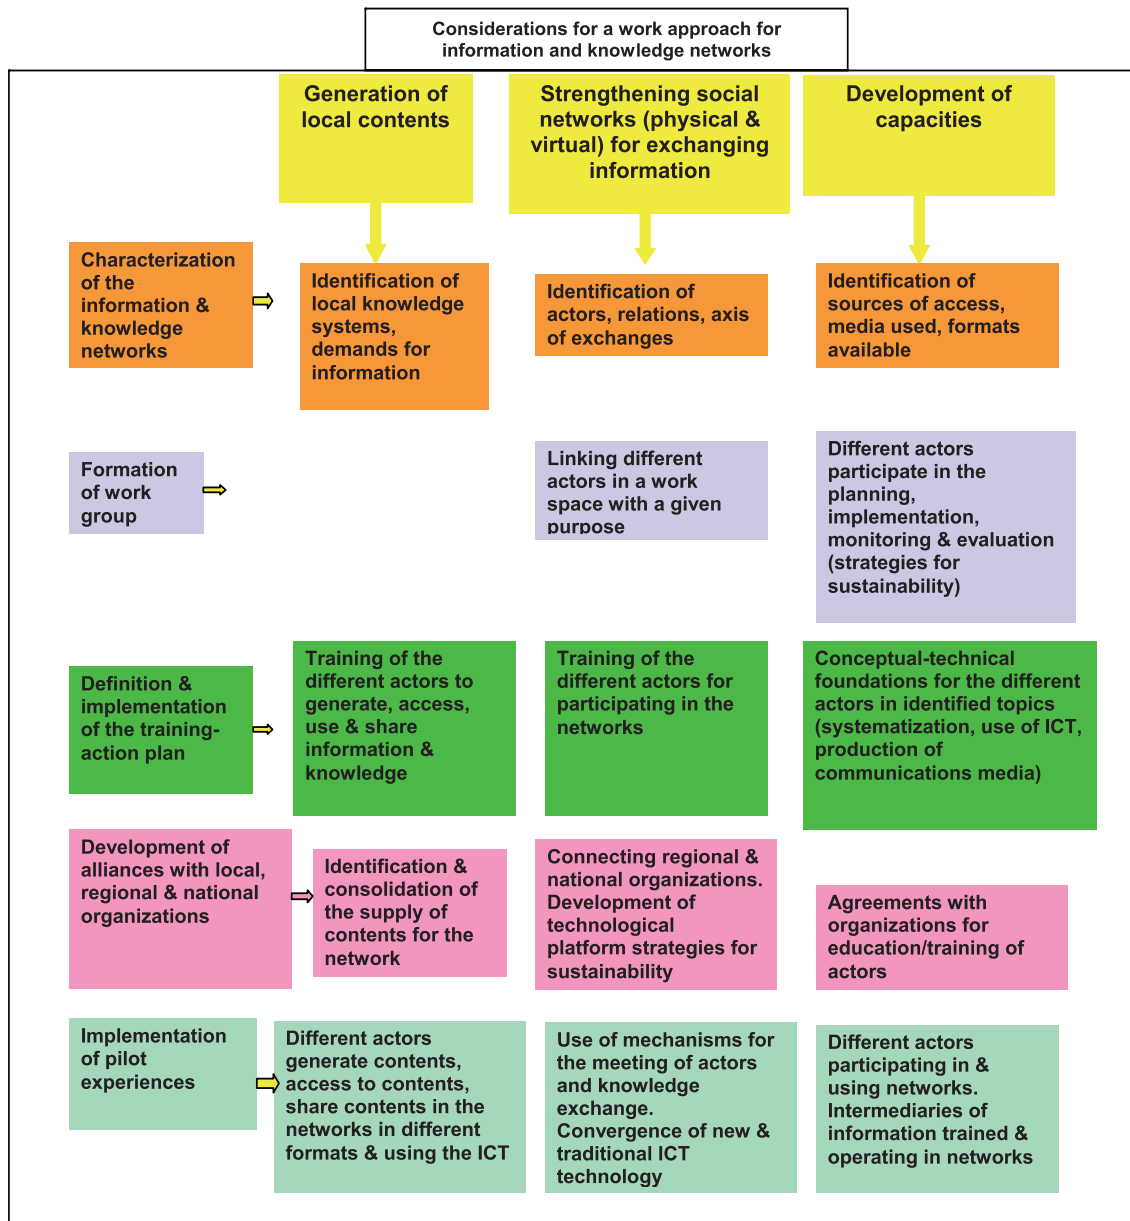 Considerations for a work approach for
information and knowledge networks
Generation of
local contents
Strengthening social
networks (physical &
virtual) for exchanging
information
Development of
capacities
Characterization
of the
information &
knowledge
networks
Identification of
local knowledge
systems,
demands for
information
Identification of
actors, relations, axis
of exchanges
Identification of
sources of access,
media used, formats
available
Formation
of work
group
Linking different
actors in a work
space with a given
purpose
Different actors
participate in the
planning,
implementation,
monitoring & evaluation
(strategies for
sustainability)
Definition &
implementation
of the training-
action plan
Training of the
different actors to
generate, access,
use & share
information &
knowledge
Training of the
different actors for
participating in the
networks
Conceptual-technical
foundations for the different
actors in identified topics
(systematization, use of ICT,
production of
communications media)
Development of
alliances with local,
regional & national
organizations
Identification &
consolidation of
the supply of
contents for the
network
Connecting regional &
national organizations.
Development of
technological
platform strategies for
sustainability
Agreements with
organizations for
education/training of
actors
Implementation
of pilot
experiences
Different actors
generate contents,
access to contents,
share contents in the
networks in different
formats & using the ICT
Use of mechanisms for
the meeting of actors
and knowledge
exchange.
Convergence of new &
traditional ICT
technology
Different actors
participating in &
using networks.
Intermediaries of
information trained &
operating in networks